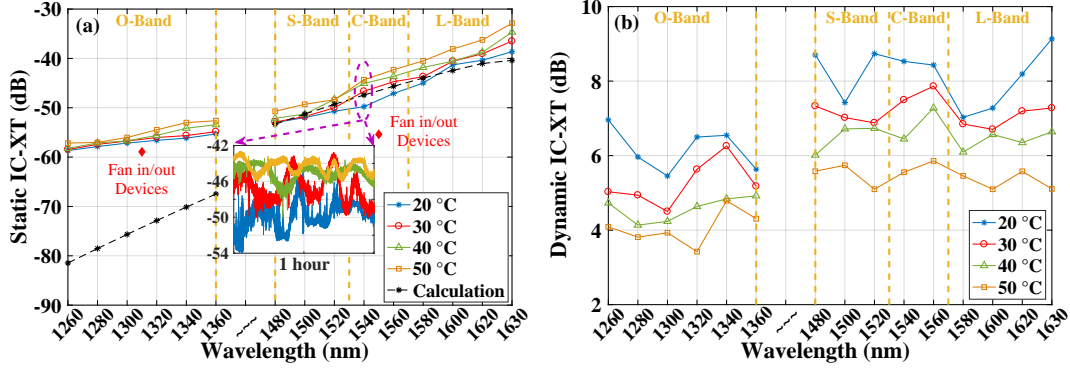 (a)
O-Band
S-Band
C-Band
L-Band
Static IC-XT (dB)
-30
-40
-50
-60
-70
-80
-90
Fan in/out
Devices
Fan in/out
Devices
-42
-46
-50
-54
1 hour
20 °C
30 °C
40 °C
50 °C
Calculation
1260
1280
1300
1320
1340
1360
~~~
1480
1500
1520
1540
1560
1580
1600
1620
1630
Wavelength (nm)
(b)
O-Band
S-Band
C-Band
L-Band
Dynamic IC-XT (dB)
10
8
6
4
2
20 °C
30 °C
40 °C
50 °C
1260
1280
1300
1320
1340
1360
~~~
1480
1500
1520
1540
1560
1580
1600
1620
1630
Wavelength (nm)